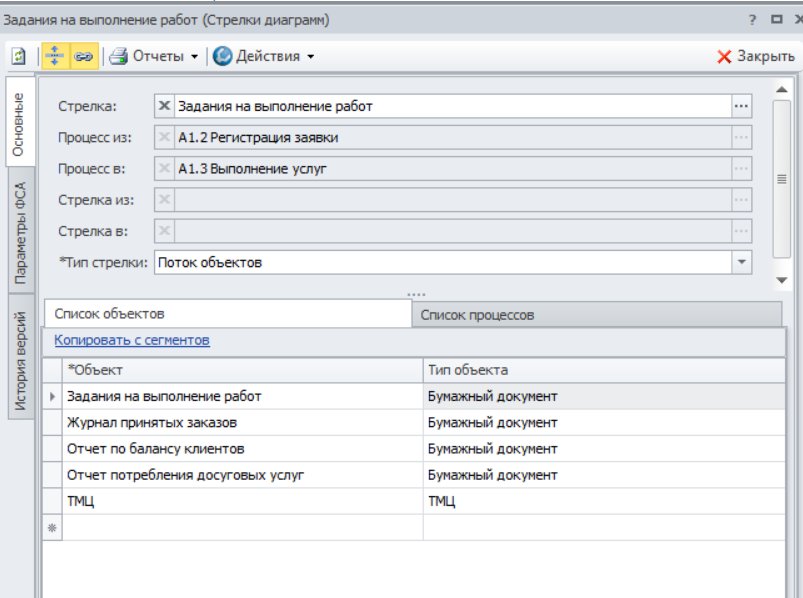 Задания на выполнение работ (Стрелки диаграмм)
Отчеты Действия Закрыть
Основные
Параметры ФСА
История версий
Стрелка: Задания на выполнение работ
Процесс из: A1.2 Регистрация заявки
Процесс в: A1.3 Выполнение услуг
Стрелка из:
Стрелка в:
*Тип стрелки: Поток объектов
Список объектов Список процессов
Копировать с сегментов
*Объект Тип объекта
Задания на выполнение работ Бумажный документ
Журнал принятых заказов Бумажный документ
Отчет по балансу клиентов Бумажный документ
Отчет потребления досуговых услуг Бумажный документ
ТМЦ ТМЦ